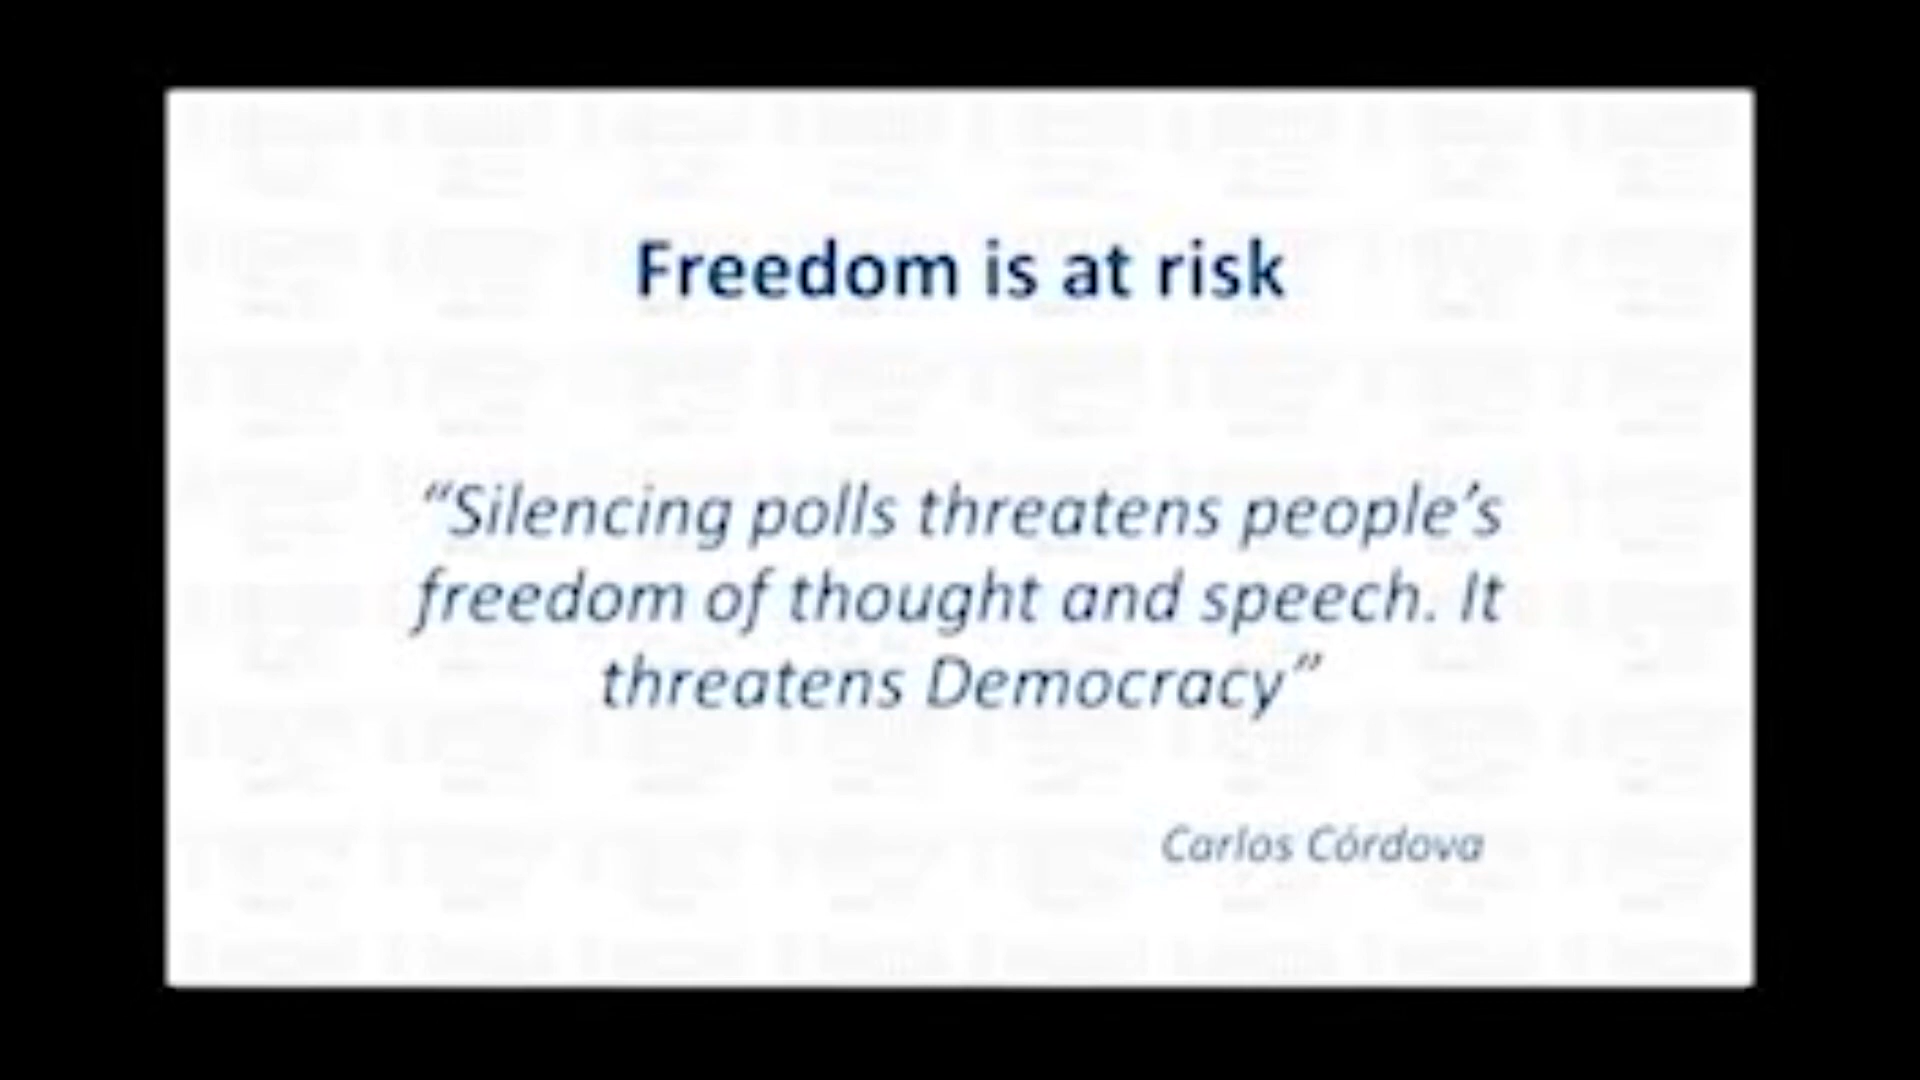 Freedom is at risk
“Silencing polls threatens people’s
freedom of thought and speech. It
threatens Democracy”
Carlos Córdova